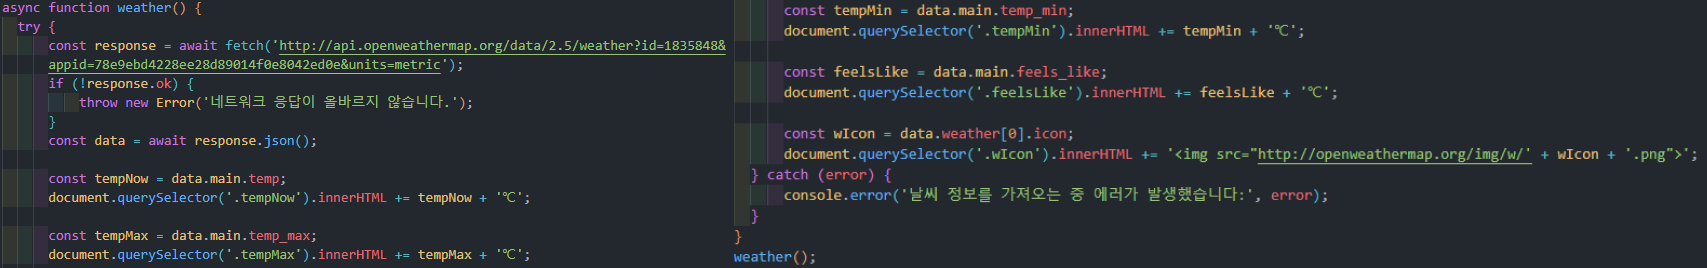 async function weather() {
try {
const response = await fetch('http://api.openweathermap.org/data/2.5/weather?id=1835848&
appid=78e9ebd4228ee28d89014f0e8042ed0e&units=metric');
if (!response.ok) {
throw new Error('네트워크 응답이 올바르지 않습니다.');
}
const data = await response.json();
const tempNow = data.main.temp;
document.querySelector('.tempNow').innerHTML += tempNow + '℃';
const tempMax = data.main.temp_max;
document.querySelector('.tempMax').innerHTML += tempMax + '℃';
const tempMin = data.main.temp_min;
document.querySelector('.tempMin').innerHTML += tempMin + '℃';
const feelsLike = data.main.feels_like;
document.querySelector('.feelsLike').innerHTML += feelsLike + '℃';
const wIcon = data.weather[0].icon;
document.querySelector('.wIcon').innerHTML += '<img src="http://openweathermap.org/img/w/' + wIcon + '.png">';
} catch (error) {
console.error('날씨 정보를 가져오는 중 에러가 발생했습니다:', error);
}
}
weather();